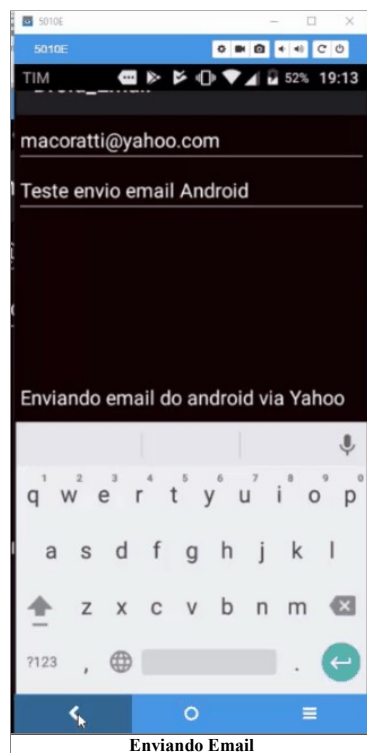 5010E
5010E
TIM 52% 19:13
Droid_Email
macoratti@yahoo.com
Teste envio email Android
Enviando email do android via Yahoo
1 2 3 4 5 6 7 8 9 0
q w e r t y u i o p
a s d f g h j k l
z x c v b n m
?123 , .
Enviando Email